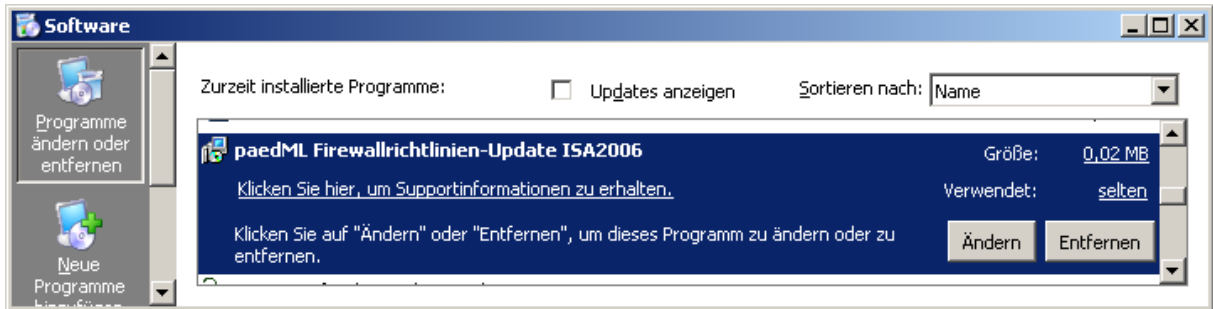 Software
Zurzeit installierte Programme:
Updates anzeigen
Sortieren nach:
Name
Programme
ändern oder
entfernen
Neue
Programme
paedML Firewallrichtlinien-Update ISA2006
Größe:
0,02 MB
Klicken Sie hier, um Supportinformationen zu erhalten.
Verwendet:
selten
Klicken Sie auf "Ändern" oder "Entfernen", um dieses Programm zu ändern oder zu
entfernen.
Ändern
Entfernen